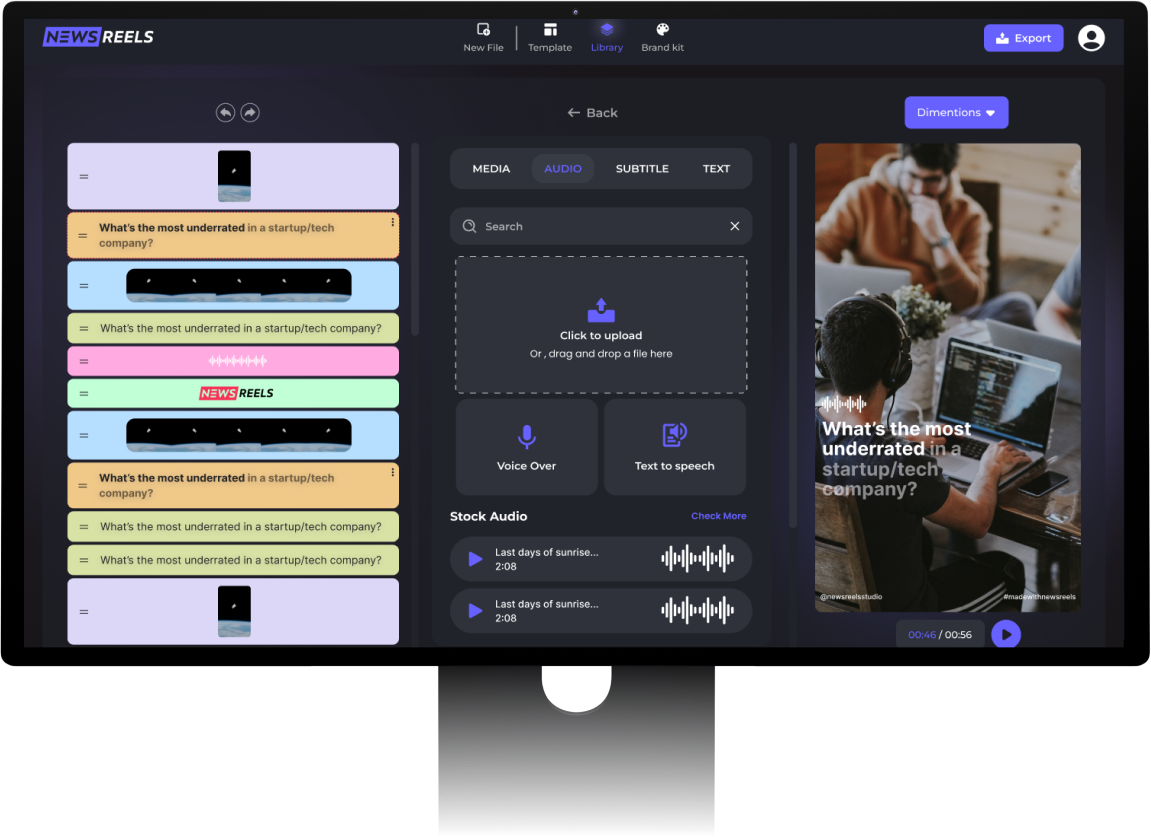 NEWSREELS
New File
Template
Library
Brand kit
Export
Back
Dimentions
What's the most underrated in a startup/tech
company?
What's the most underrated in a startup/tech company?
NEWSREELS
What's the most underrated in a startup/tech
company?
What's the most underrated in a startup/tech company?
What's the most underrated in a startup/tech company?
MEDIA
AUDIO
SUBTITLE
TEXT
Search
Click to upload
Or , drag and drop a file here
Voice Over
Text to speech
Stock Audio
Check More
Last days of sunrise...
2:08
Last days of sunrise...
2:08
What's the most
underrated in a
startup/tech
company?
@newsreelsstudio
#madewithnewsreels
00:46 / 00:56